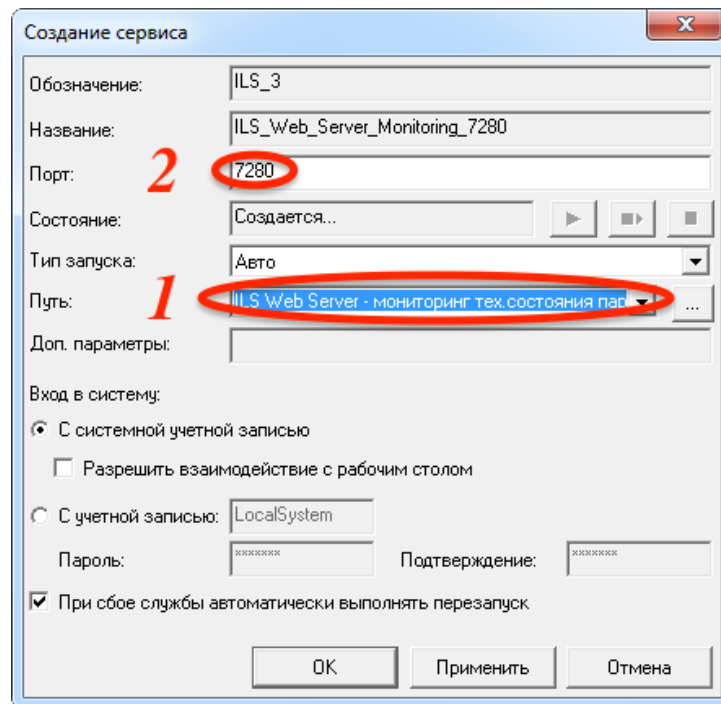 Создание сервиса
Обозначение: ILS_3
Название: ILS_Web_Server_Monitoring_7280
Порт: 2 7280
Состояние: Создается...
Тип запуска: Авто
Путь: 1 ILS Web Server - мониторинг тех.состояния пар ...
Доп. параметры:
Вход в систему:
С системной учетной записью
Разрешить взаимодействие с рабочим столом
С учетной записью: LocalSystem
Пароль: ×××××××× Подтверждение: ××××××××
При сбое службы автоматически выполнять перезапуск
OK Применить Отмена